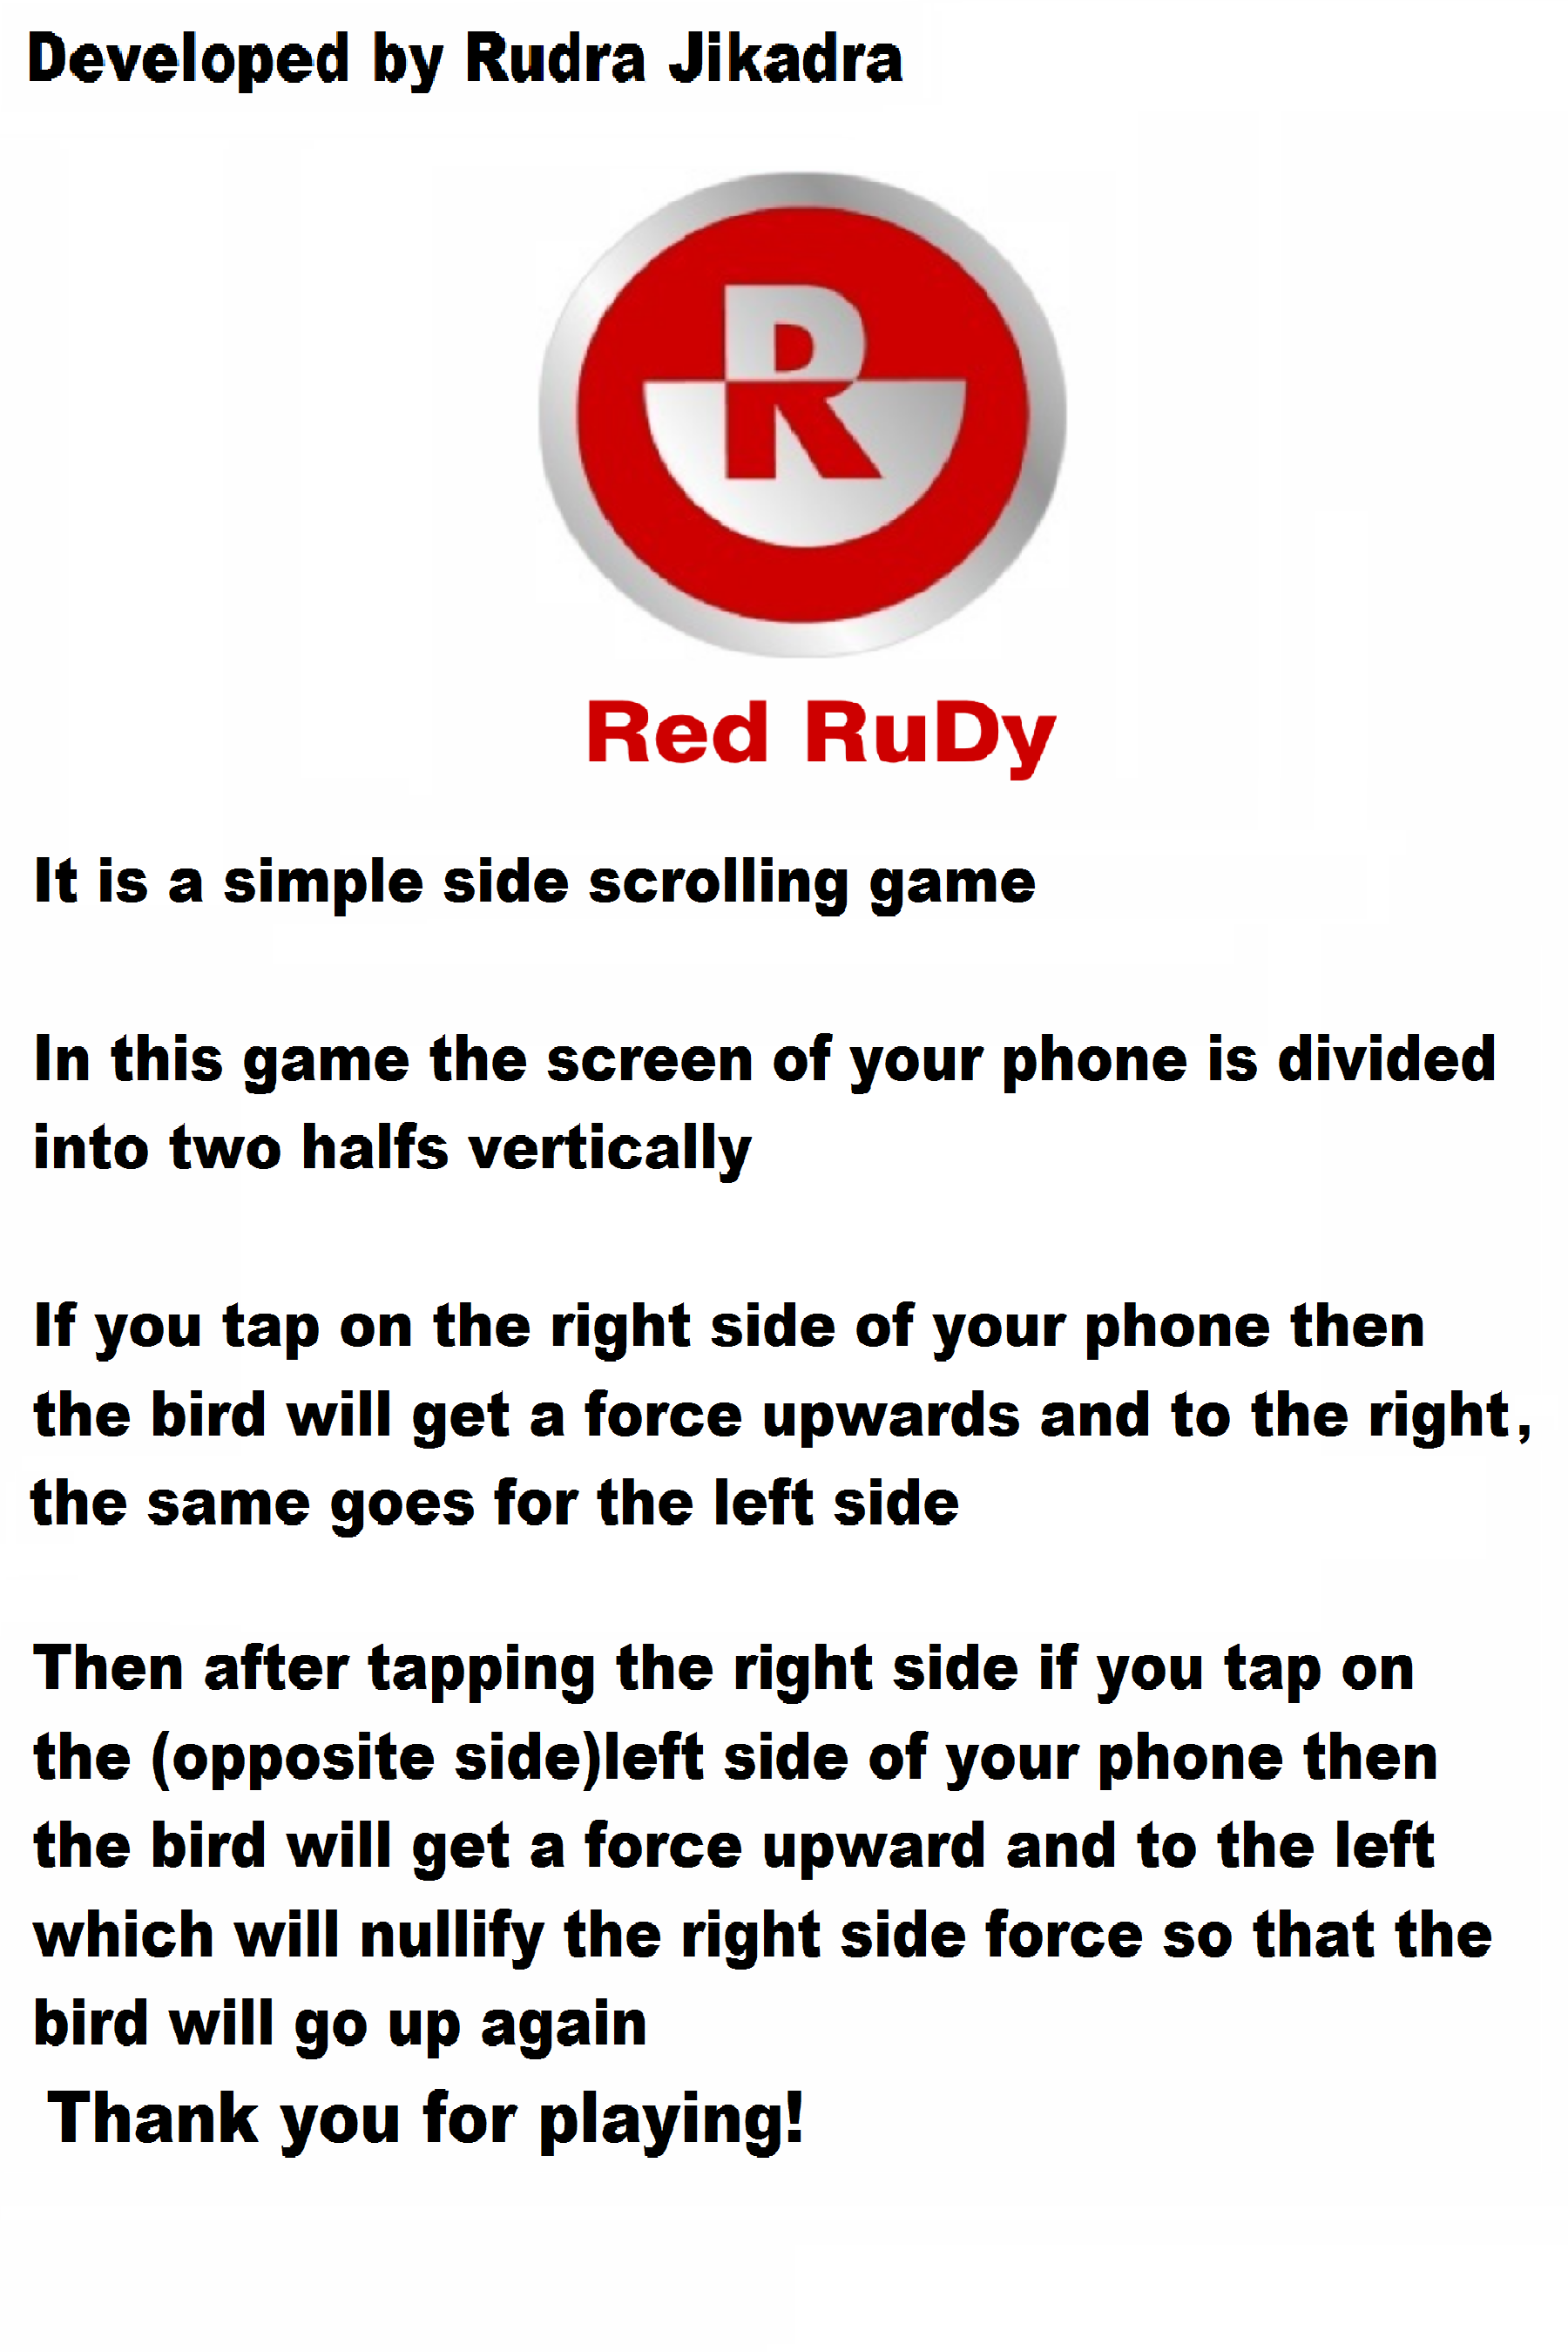 Developed by Rudra Jikadra
R
Red RuDy
It is a simple side scrolling game
In this game the screen of your phone is divided
into two halfs vertically
If you tap on the right side of your phone then
the bird will get a force upwards and to the right,
the same goes for the left side
Then after tapping the right side if you tap on
the (opposite side)left side of your phone then
the bird will get a force upward and to the left
which will nullify the right side force so that the
bird will go up again
Thank you for playing!